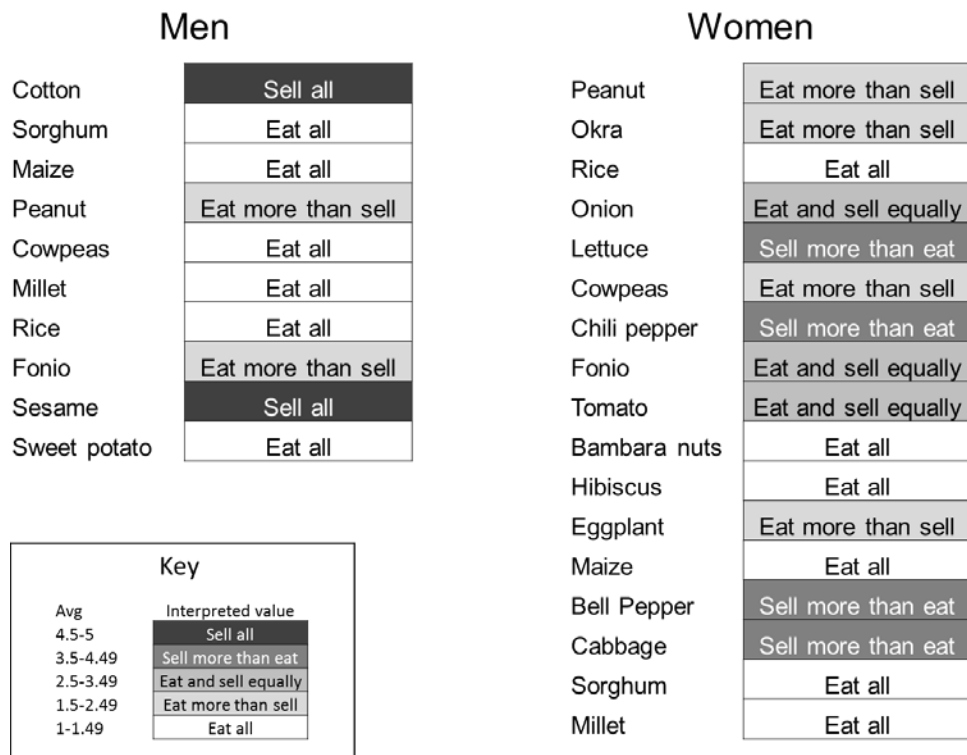 Men
Cotton Sell all
Sorghum Eat all
Maize Eat all
Peanut Eat more than sell
Cowpeas Eat all
Millet Eat all
Rice Eat all
Fonio Eat more than sell
Sesame Sell all
Sweet potato Eat all
Key
Avg Interpreted value
4.5-5 Sell all
3.5-4.49 Sell more than eat
2.5-3.49 Eat and sell equally
1.5-2.49 Eat more than sell
1-1.49 Eat all
Women
Peanut Eat more than sell
Okra Eat more than sell
Rice Eat all
Onion Eat and sell equally
Lettuce Sell more than eat
Cowpeas Eat more than sell
Chili pepper Sell more than eat
Fonio Eat and sell equally
Tomato Eat and sell equally
Bambara nuts Eat all
Hibiscus Eat all
Eggplant Eat more than sell
Maize Eat all
Bell Pepper Sell more than eat
Cabbage Sell more than eat
Sorghum Eat all
Millet Eat all